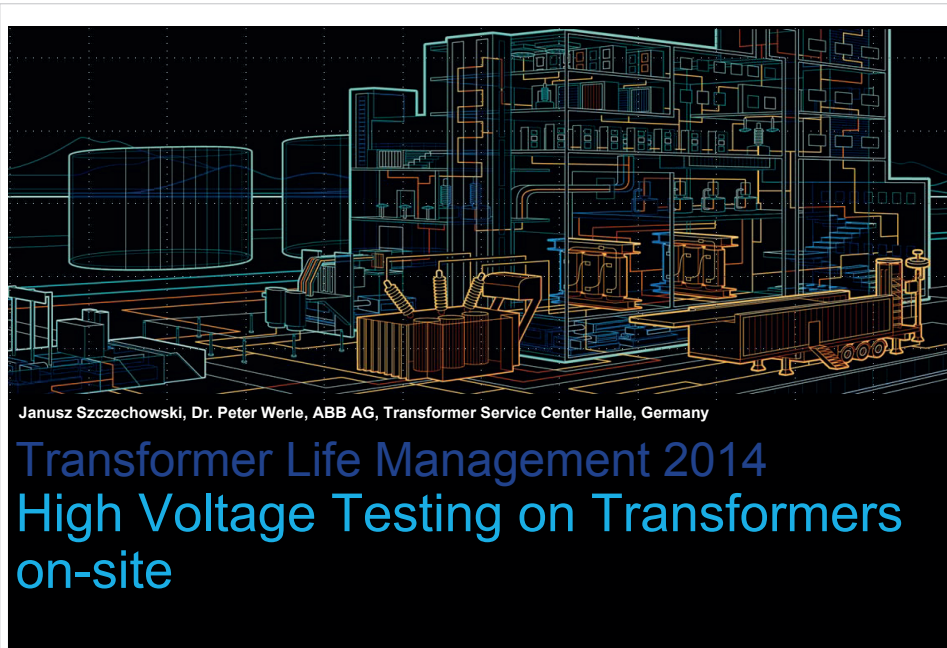 Janusz Szczechowski, Dr. Peter Werle, ABB AG, Transformer Service Center Halle, Germany
Transformer Life Management 2014
High Voltage Testing on Transformers
on-site